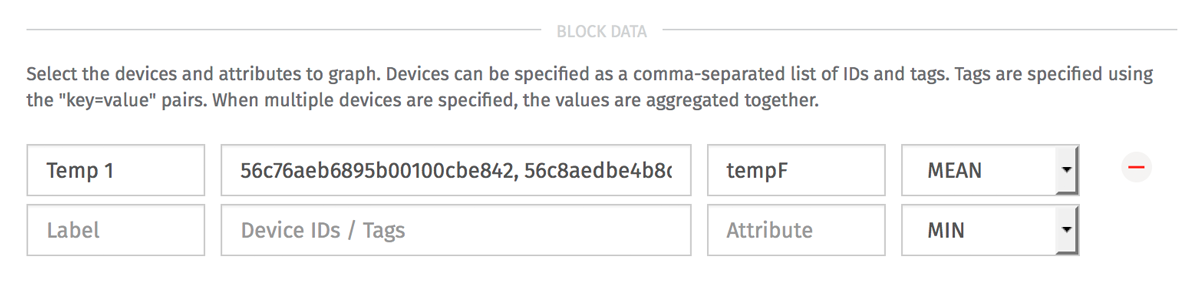 BLOCK DATA
Select the devices and attributes to graph. Devices can be specified as a comma-separated list of IDs and tags. Tags are specified using
the "key=value" pairs. When multiple devices are specified, the values are aggregated together.
Temp 1 56c76aeb6895b00100cbe842, 56c8aedbe4b8c tempF MEAN
Label Device IDs / Tags Attribute MIN